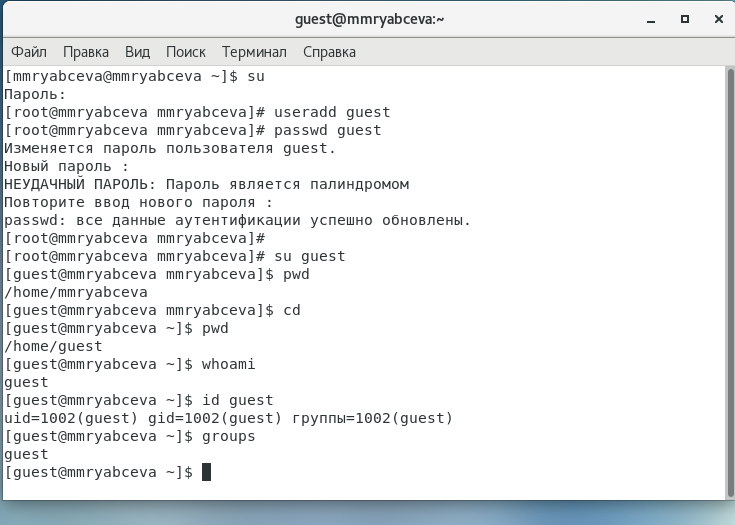 guest@mmryabceva:~
Файл Правка Вид Поиск Терминал Справка
[mmryabceva@mmryabceva ~]$ su
Пароль:
[root@mmryabceva mmryabceva]# useradd guest
[root@mmryabceva mmryabceva]# passwd guest
Изменяется пароль пользователя guest.
Новый пароль :
НЕУДАЧНЫЙ ПАРОЛЬ: Пароль является палиндромом
Повторите ввод нового пароля :
passwd: все данные аутентификации успешно обновлены.
[root@mmryabceva mmryabceva]#
[root@mmryabceva mmryabceva]# su guest
[guest@mmryabceva mmryabceva]$ pwd
/home/mmryabceva
[guest@mmryabceva mmryabceva]$ cd
[guest@mmryabceva ~]$ pwd
/home/guest
[guest@mmryabceva ~]$ whoami
guest
[guest@mmryabceva ~]$ id guest
uid=1002(guest) gid=1002(guest) группы=1002(guest)
[guest@mmryabceva ~]$ groups
guest
[guest@mmryabceva ~]$